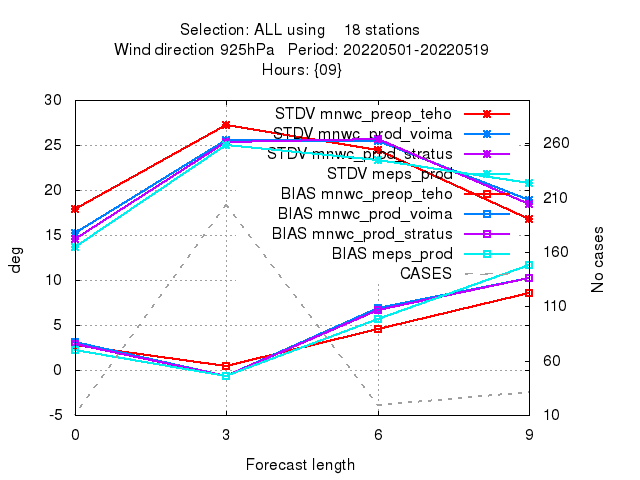 Selection: ALL using 18 stations
Wind direction 925hPa Period: 20220501-20220519
Hours: {09}
30
25
20
15
10
5
0
-5
deg
STDV mnwc_preop_teho
STDV mnwc_prod_voima
STDV mnwc_prod_stratus
STDV meps_prod
BIAS mnwc_preop_teho
BIAS mnwc_prod_voima
BIAS mnwc_prod_stratus
BIAS meps_prod
CASES
260
210
160
110
60
10
No cases
0 3 6 9
Forecast length